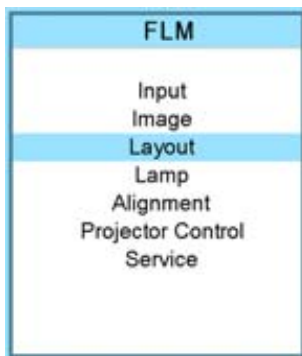 FLM
Input
Image
Layout
Lamp
Alignment
Projector Control
Service